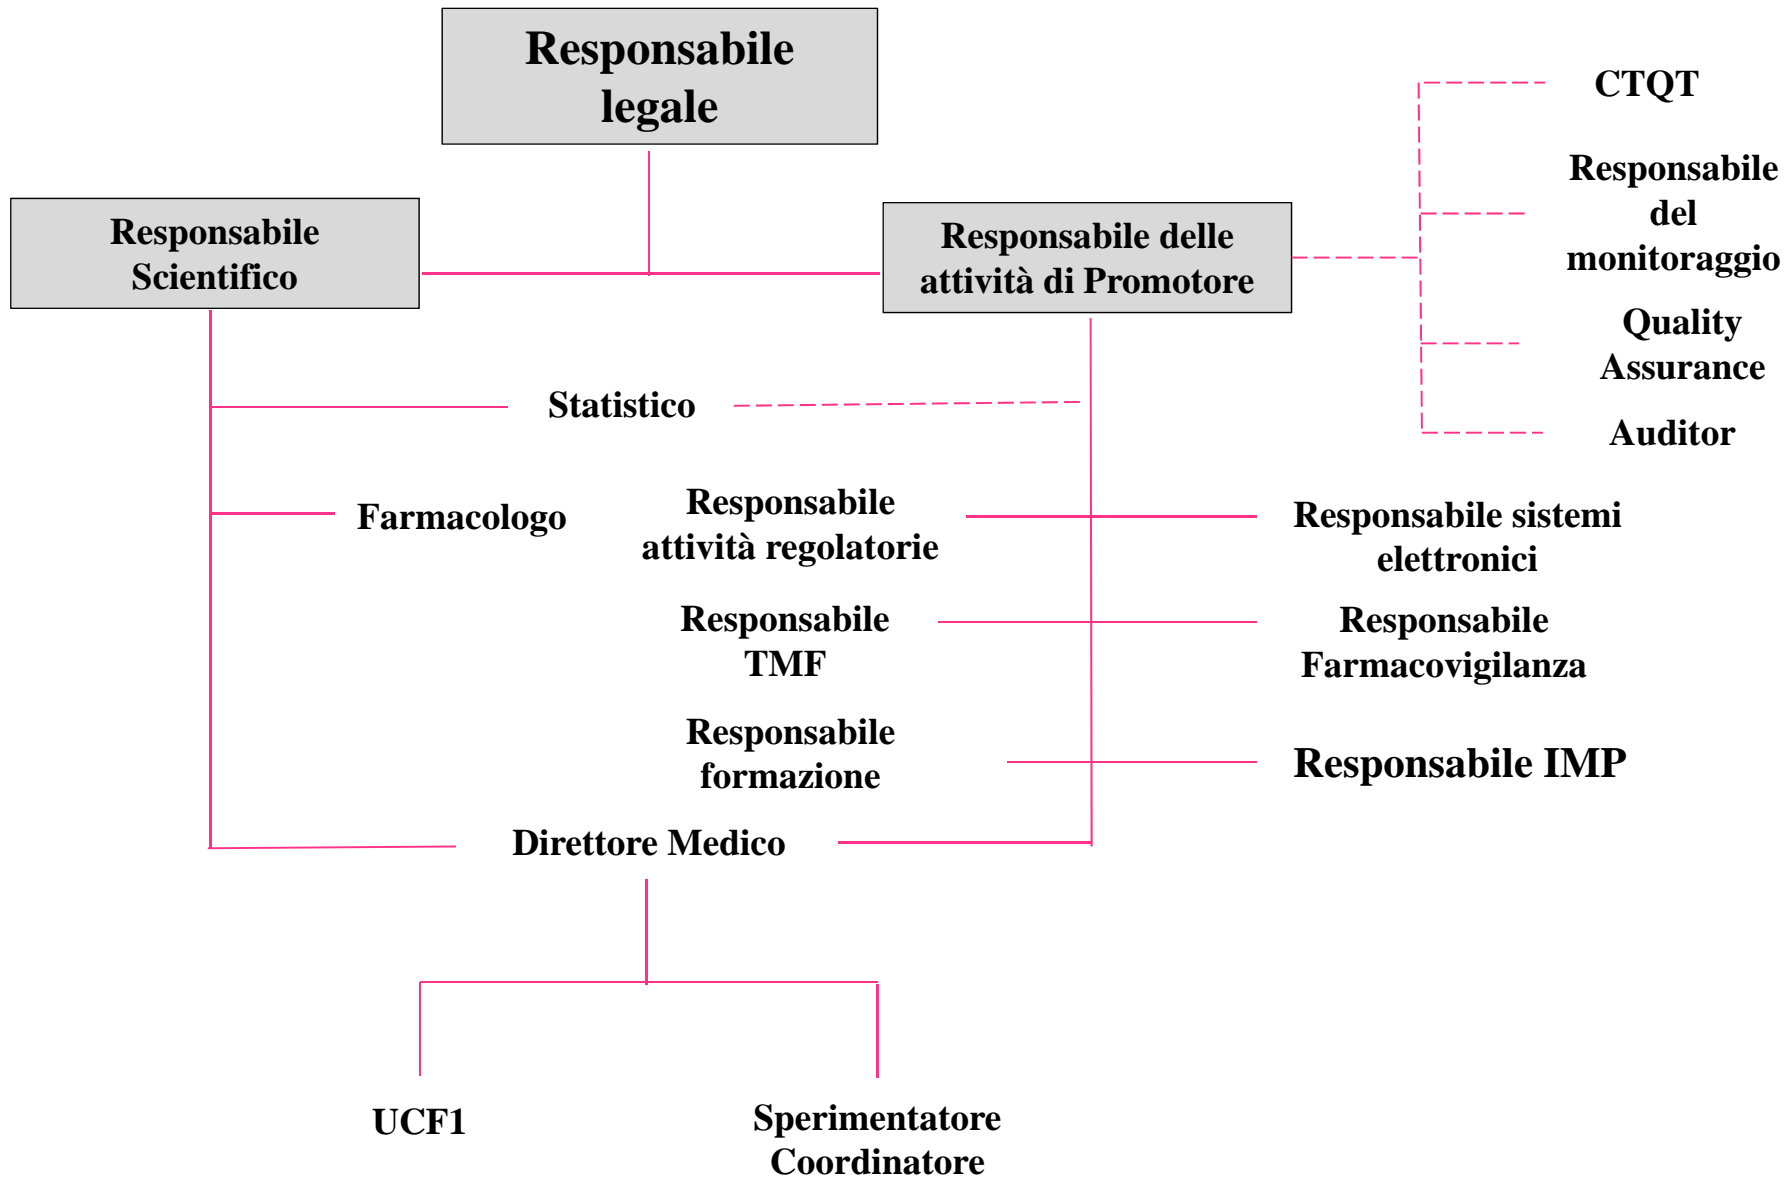 Responsabile
legale
CTQT
Responsabile
del
monitoraggio
Responsabile
Scientifico
Responsabile delle
attività di Promotore
Quality
Assurance
Statistico
Auditor
Farmacologo
Responsabile
attività regolatorie
Responsabile sistemi
elettronici
Responsabile
TMF
Responsabile
Farmacovigilanza
Responsabile
formazione
Responsabile IMP
Direttore Medico
UCF1
Sperimentatore
Coordinatore